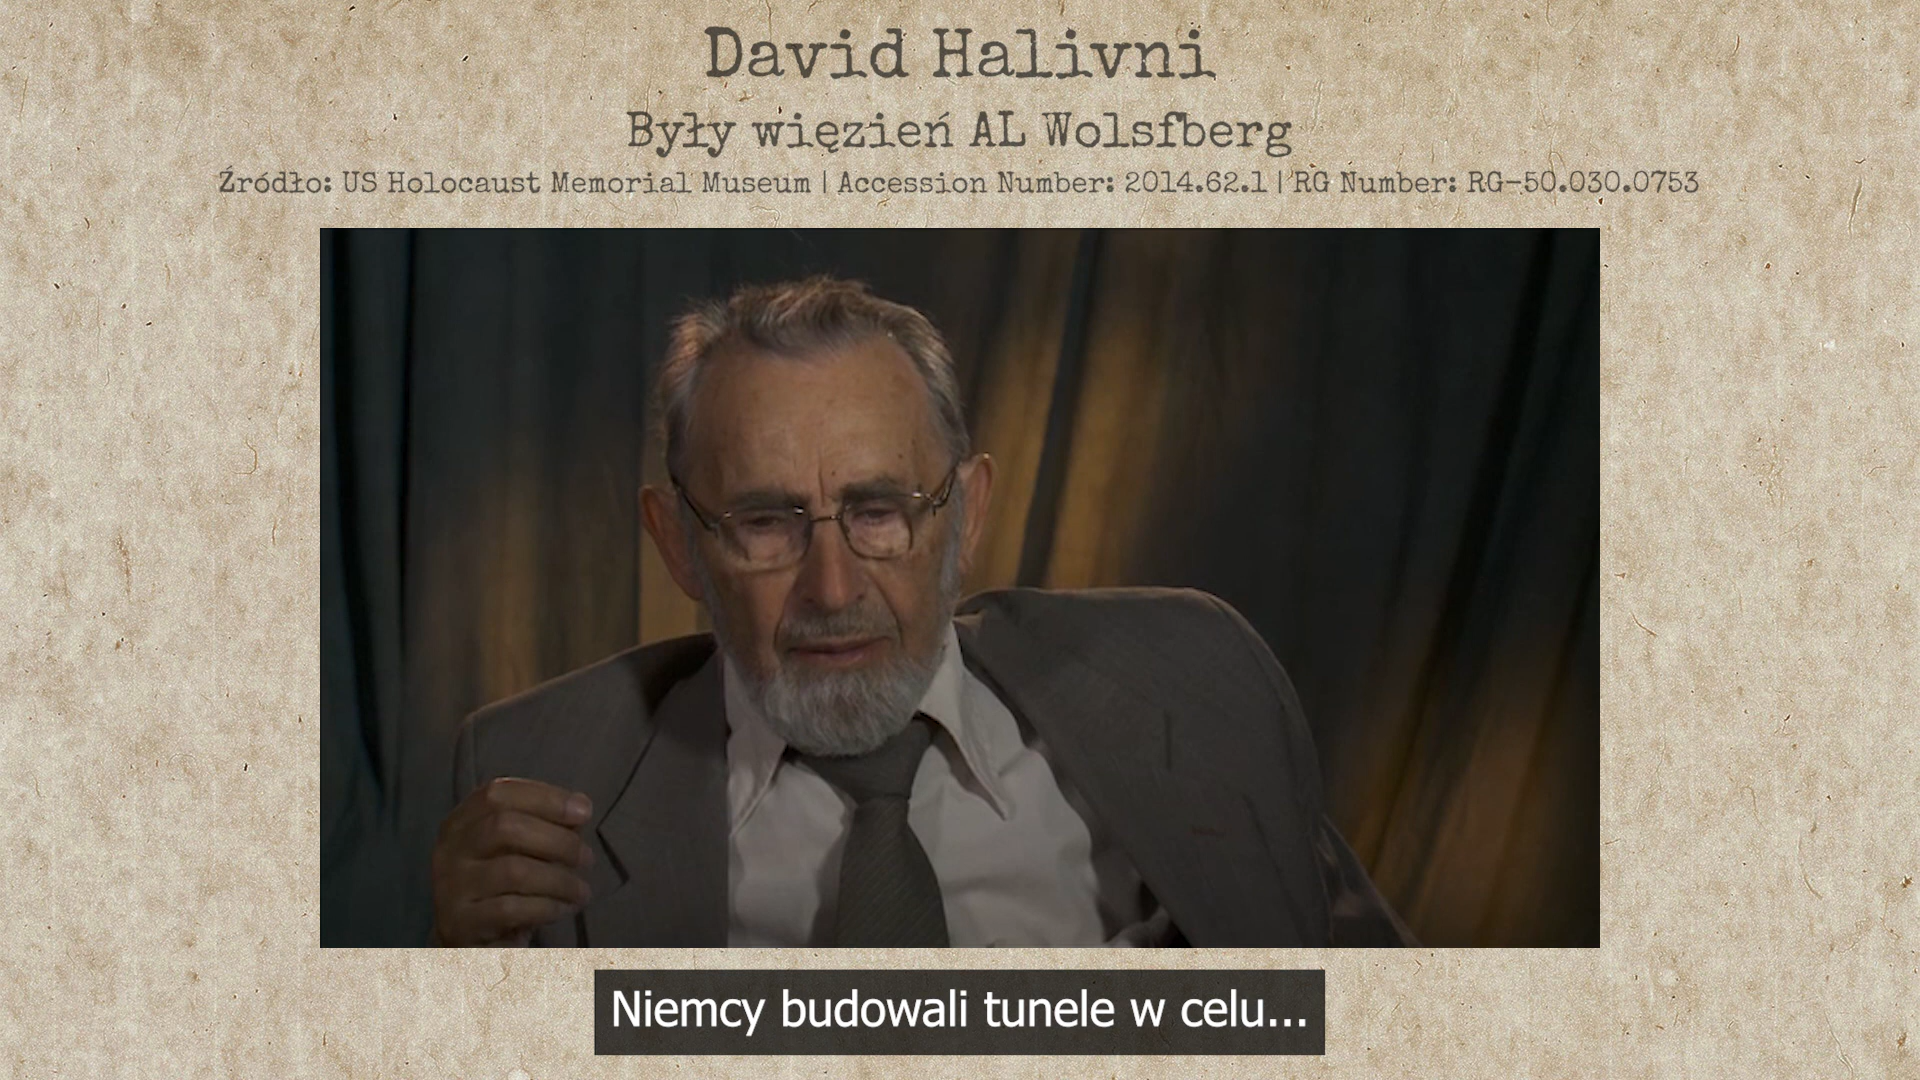 David Halivni
Były więzień AL Wolsfberg
Źródło: US Holocaust Memorial Museum | Accession Number: 2014.62.1 | RG Number: RG-50.030.0753
Niemcy budowali tunele w celu...